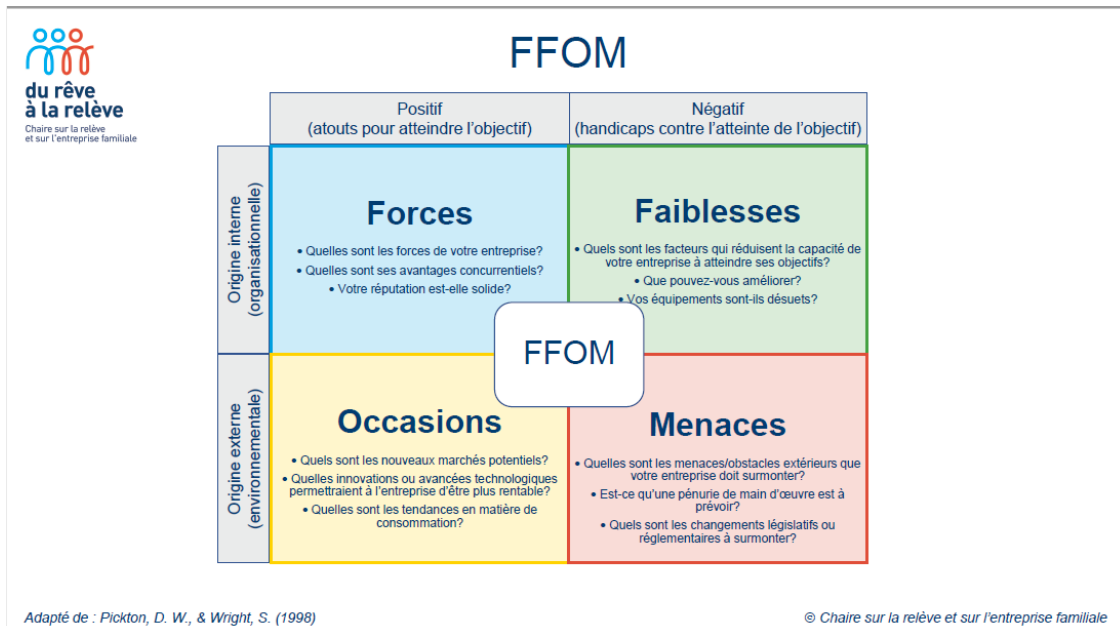 FFOM
du rêve
à la relève
Chaire sur la relève
et sur l'entreprise familiale
Positif
(atouts pour atteindre l'objectif)
Négatif
(handicaps contre l'atteinte de l'objectif)
Origine interne
(organisationnelle)
Forces
• Quelles sont les forces de votre entreprise?
• Quelles sont ses avantages concurrentiels?
• Votre réputation est-elle solide?
Faiblesses
• Quels sont les facteurs qui réduisent la capacité de
votre entreprise à atteindre ses objectifs?
• Que pouvez-vous améliorer?
• Vos équipements sont-ils désuets?
FFOM
Origine externe
(environnementale)
Occasions
• Quels sont les nouveaux marchés potentiels?
• Quelles innovations ou avancées technologiques
permettraient à l'entreprise d'être plus rentable?
• Quelles sont les tendances en matière de
consommation?
Menaces
• Quelles sont les menaces/obstacles extérieurs que
votre entreprise doit surmonter?
• Est-ce qu'une pénurie de main d'œuvre est à
prévoir?
• Quels sont les changements législatifs ou
réglementaires à surmonter?
Adapté de : Pickton, D. W., & Wright, S. (1998)
© Chaire sur la relève et sur l'entreprise familiale